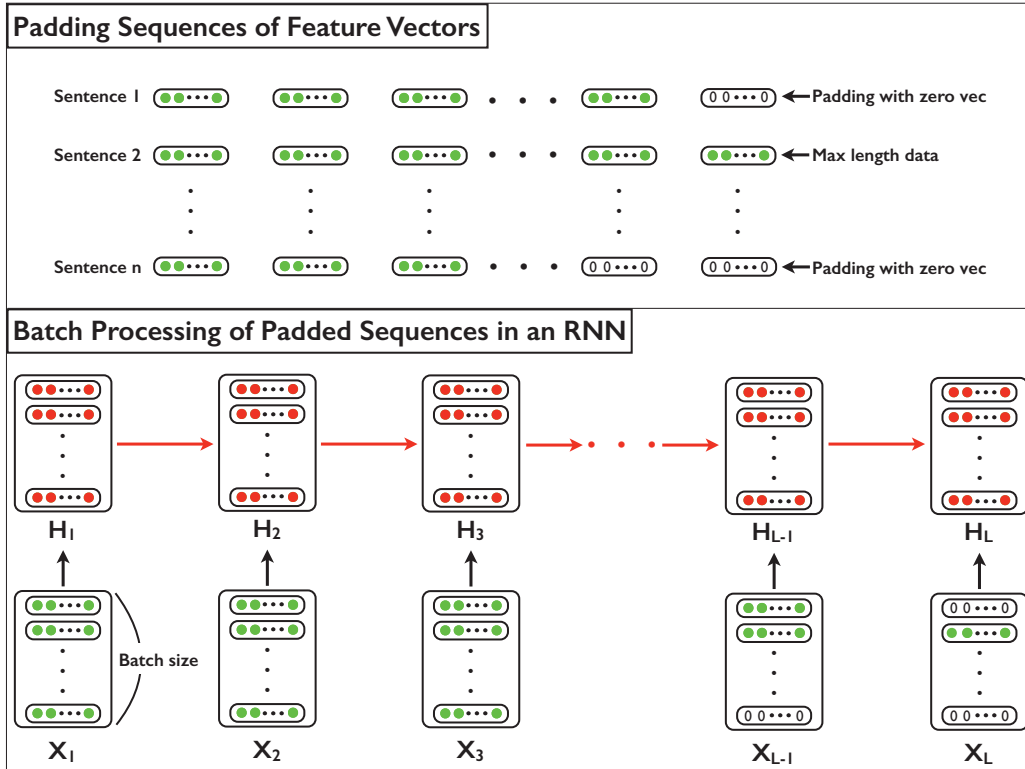 Padding Sequences of Feature Vectors
Sentence 1 0 0 0 Padding with zero vec
Sentence 2 Max length data
Sentence n 0 0 0 0 0 0 Padding with zero vec
Batch Processing of Padded Sequences in an RNN
H1 H2 H3 HL-1 HL
0 0 0
Batch size
0 0 0 0 0 0
X1 X2 X3 XL-1 XL